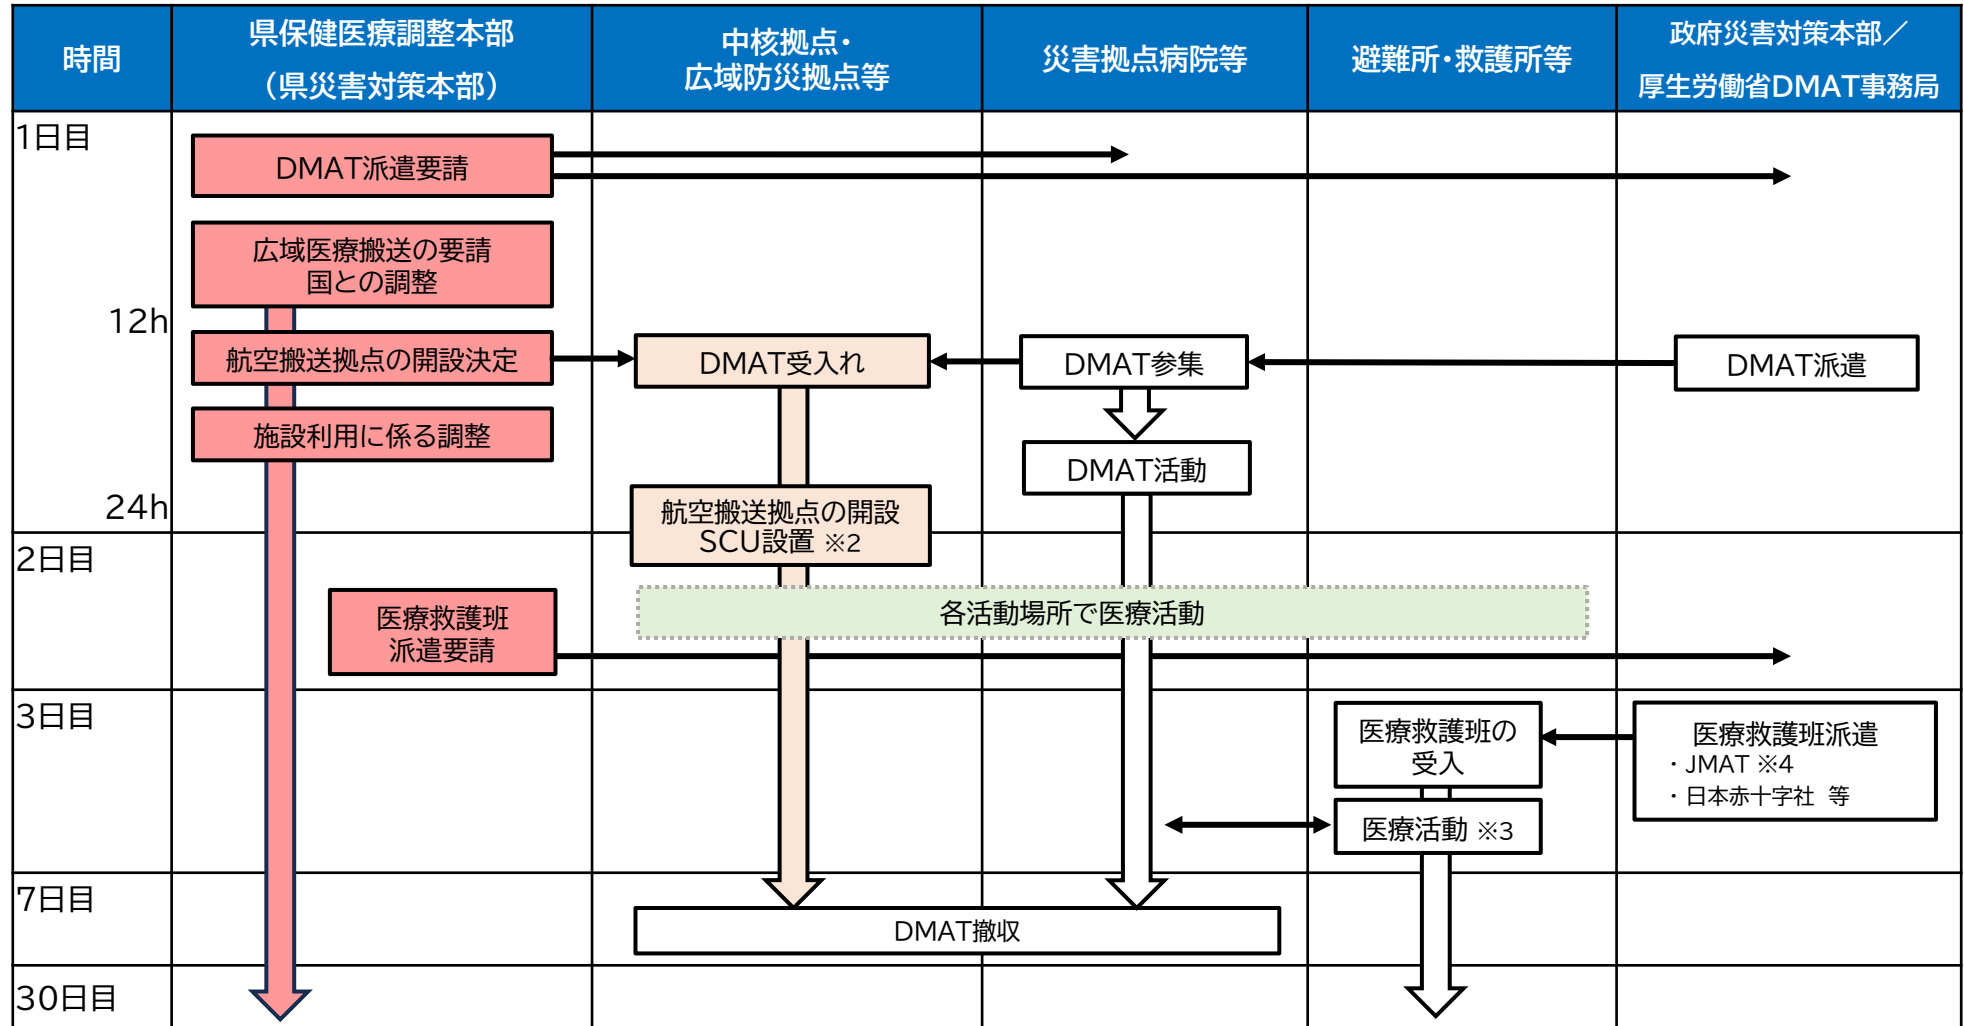 時間
県保健医療調整本部
（県災害対策本部）
中核拠点・
広域防災拠点等
災害拠点病院等
避難所・救護所等
政府災害対策本部／
厚生労働省DMAT事務局
1日目
DMAT派遣要請
広域医療搬送の要請
国との調整
12h
航空搬送拠点の開設決定
DMAT受入れ
DMAT参集
DMAT派遣
施設利用に係る調整
DMAT活動
24h
航空搬送拠点の開設
SCU設置 ※2
2日目
医療救護班
派遣要請
各活動場所で医療活動
3日目
医療救護班の
受入
医療救護班派遣
・JMAT ※4
・日本赤十字社 等
医療活動 ※3
7日目
DMAT撤収
30日目